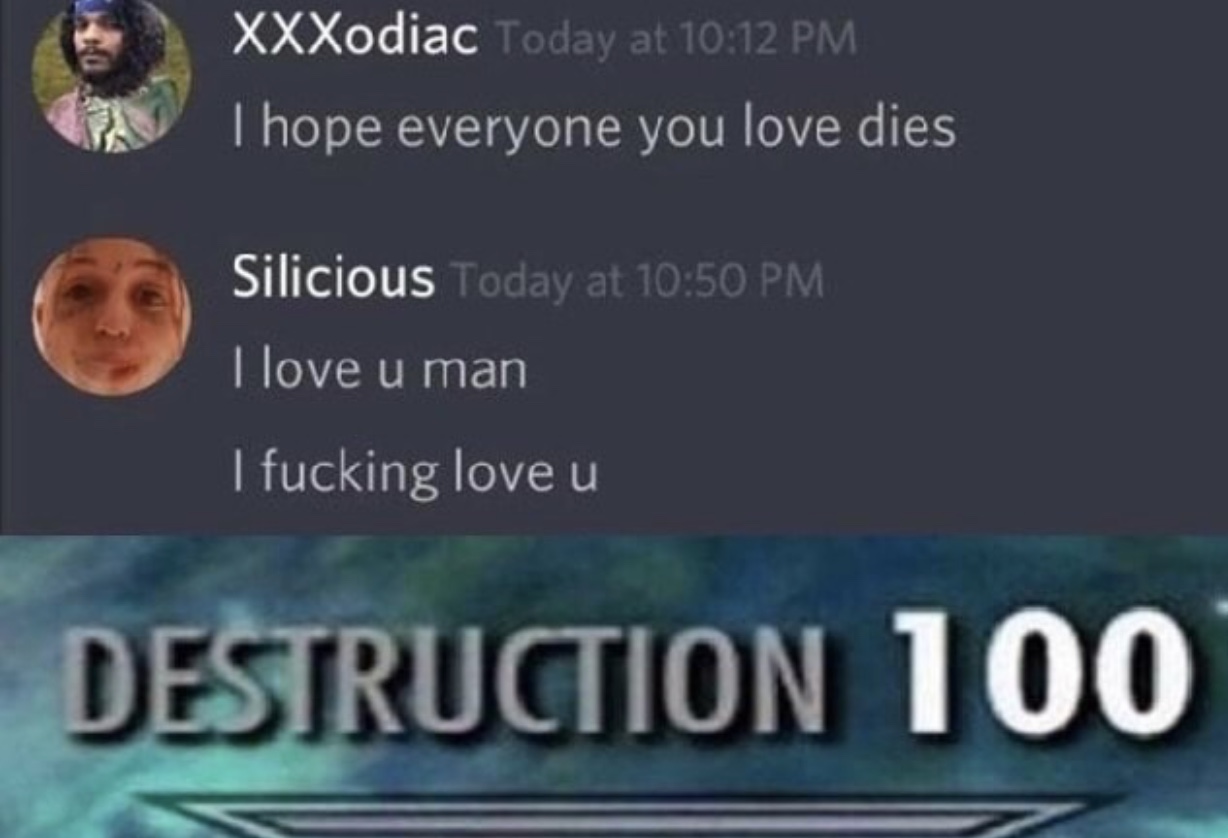 XXXodiac Today at 10:12 PM
I hope everyone you love dies
Silicious Today at 10:50 PM
I love u man
I fucking love u
DESTRUCTION 100